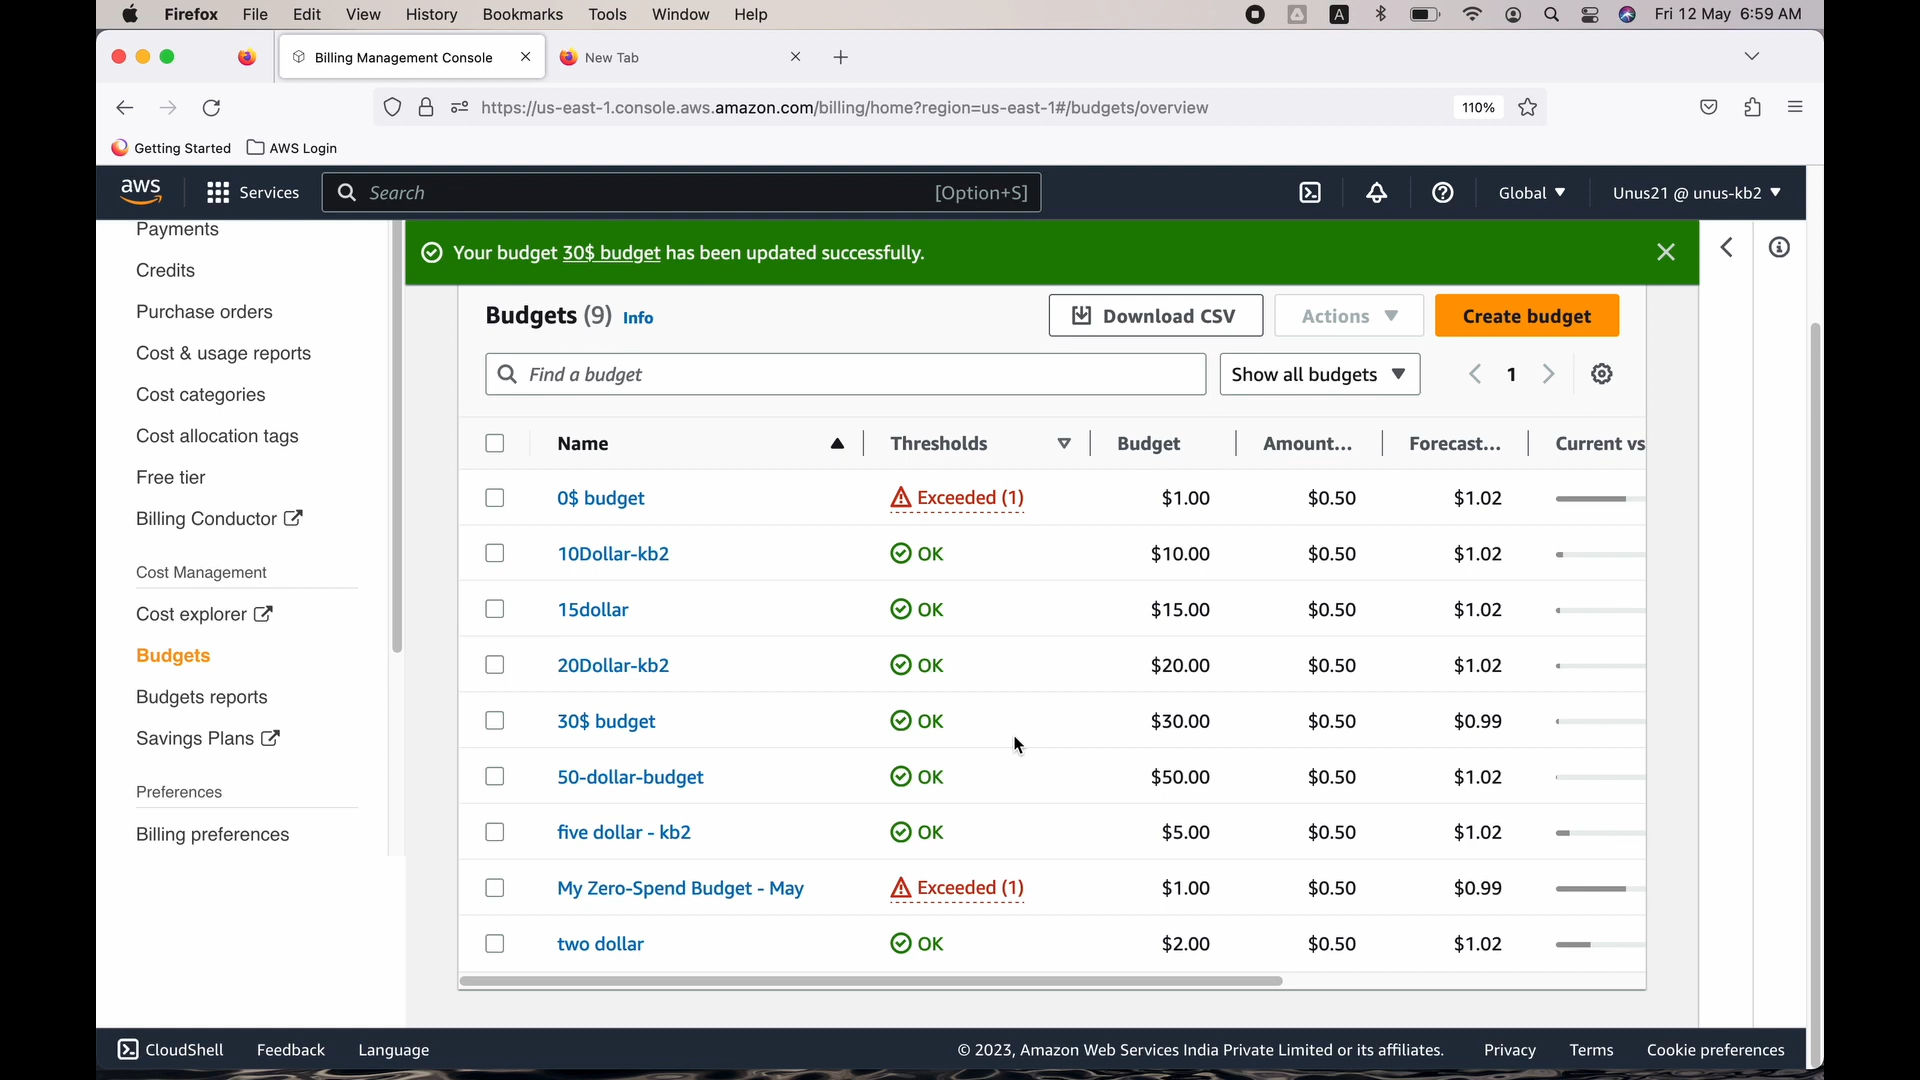 Firefox File Edit View History Bookmarks Tools Window Help A Fri 12 May 6:59 AM
Billing Management Console New Tab
https://us-east-1.console.aws.amazon.com/billing/home?region=us-east-1#/budgets/overview 110%
Getting Started AWS Login
aws Services Search [Option+S] Global Unus21 @ unus-kb2
Payments
Credits
Purchase orders
Cost & usage reports
Cost categories
Cost allocation tags
Free tier
Billing Conductor
Cost Management
Cost explorer
Budgets
Budgets reports
Savings Plans
Preferences
Billing preferences
Your budget 30$ budget has been updated successfully.
Budgets (9) Info Download CSV Actions Create budget
Find a budget Show all budgets 1
Name Thresholds Budget Amount... Forecast... Current vs
0$ budget Exceeded (1) $1.00 $0.50 $1.02
10Dollar-kb2 OK $10.00 $0.50 $1.02
15dollar OK $15.00 $0.50 $1.02
20Dollar-kb2 OK $20.00 $0.50 $1.02
30$ budget OK $30.00 $0.50 $0.99
50-dollar-budget OK $50.00 $0.50 $1.02
five dollar - kb2 OK $5.00 $0.50 $1.02
My Zero-Spend Budget - May Exceeded (1) $1.00 $0.50 $0.99
two dollar OK $2.00 $0.50 $1.02
CloudShell Feedback Language © 2023, Amazon Web Services India Private Limited or its affiliates. Privacy Terms Cookie preferences